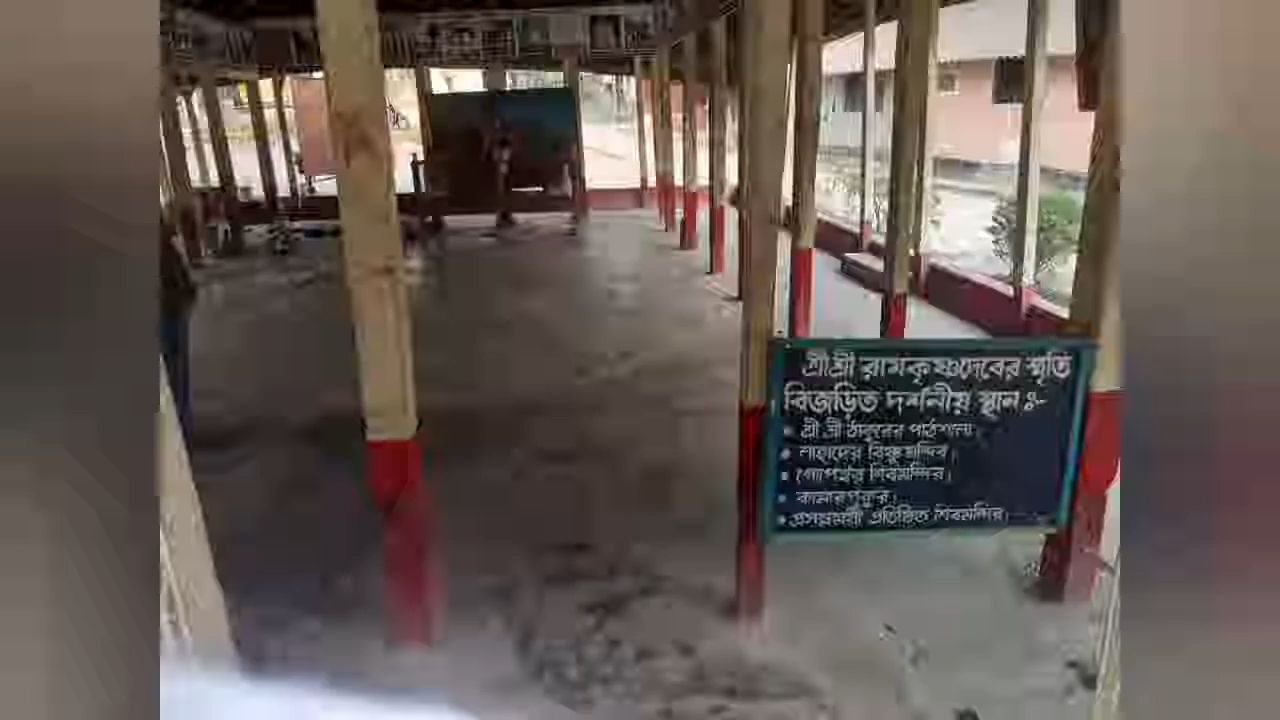 শ্রীশ্রী রামকৃষ্ণদেবের স্মৃতি
বিজড়িত দর্শনীয় স্থান ঃ-
• শ্রী শ্রী ঠাকুরের পাঠশালা
• লাহাদের বিষ্ণুমন্দির।
• গোপেশ্বর শিবমন্দির।
• কামারপুকুর।
• প্রসন্নময়ী প্রতিষ্ঠিত শিবমন্দির।